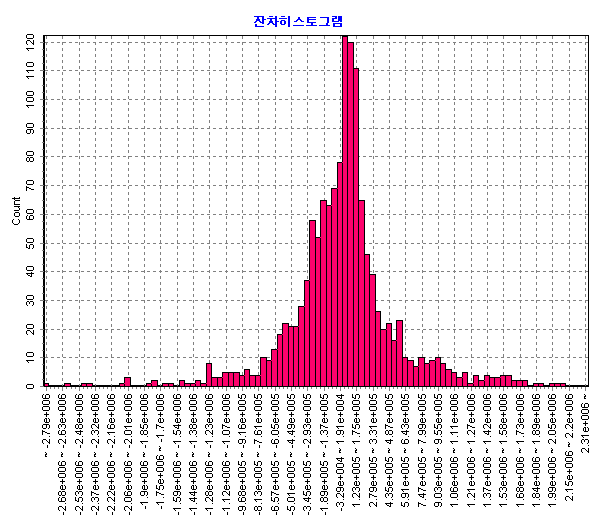 잔차히스토그램
120
100
90
80
70
60
50
40
30
20
10
0
Count
~ -2.79e+006
-2.68e+006 ~ -2.63e+006
-2.53e+006 ~ -2.48e+006
-2.37e+006 ~ -2.32e+006
-2.22e+006 ~ -2.16e+006
-2.06e+006 ~ -2.01e+006
-1.9e+006 ~ -1.85e+006
-1.75e+006 ~ -1.7e+006
-1.59e+006 ~ -1.54e+006
-1.44e+006 ~ -1.38e+006
-1.28e+006 ~ -1.23e+006
-1.12e+006 ~ -1.07e+006
-9.68e+005 ~ -9.16e+005
-8.13e+005 ~ -7.61e+005
-6.57e+005 ~ -6.05e+005
-5.01e+005 ~ -4.49e+005
-3.45e+005 ~ -2.93e+005
-1.89e+005 ~ -1.37e+005
-3.29e+004 ~ 1.91e+004
1.23e+005 ~ 1.75e+005
2.79e+005 ~ 3.31e+005
4.35e+005 ~ 4.87e+005
5.91e+005 ~ 6.43e+005
7.47e+005 ~ 7.99e+005
9.03e+005 ~ 9.55e+005
1.06e+006 ~ 1.11e+006
1.21e+006 ~ 1.27e+006
1.37e+006 ~ 1.42e+006
1.53e+006 ~ 1.58e+006
1.68e+006 ~ 1.73e+006
1.84e+006 ~ 1.89e+006
1.99e+006 ~ 2.05e+006
2.15e+006 ~ 2.2e+006
2.31e+006 ~